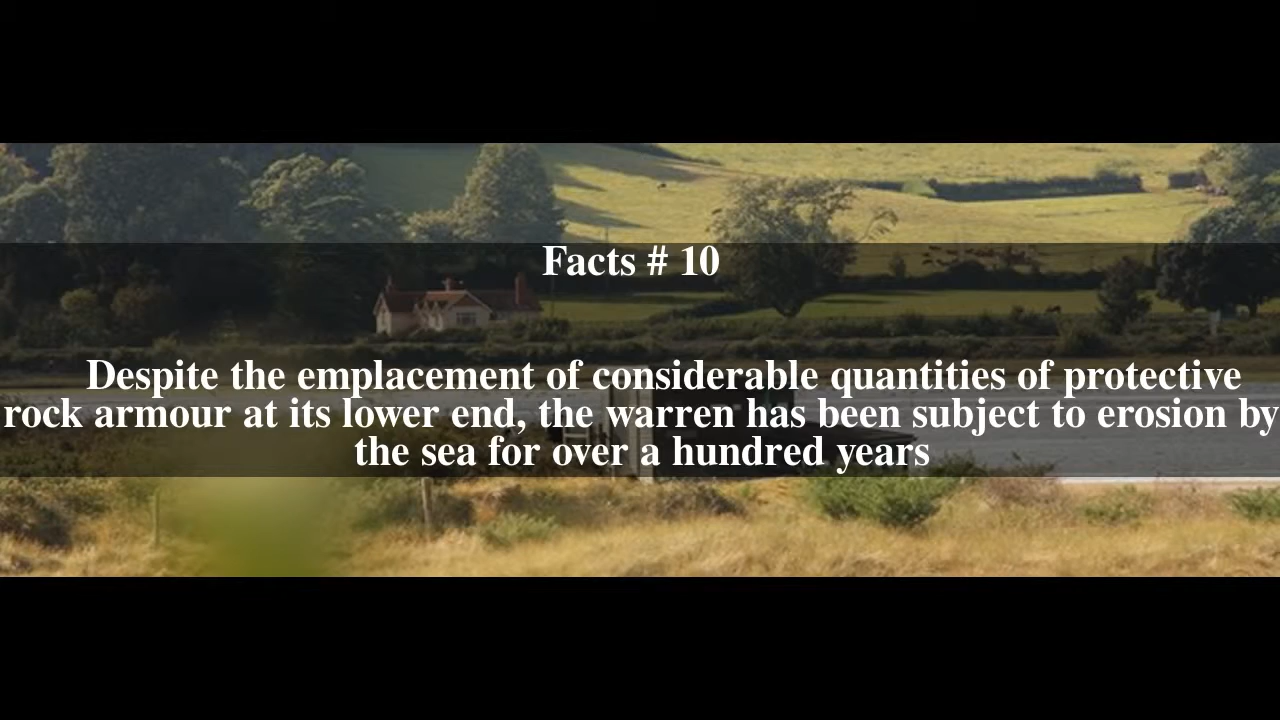 Facts # 10
Despite the emplacement of considerable quantities of protective
rock armour at its lower end, the warren has been subject to erosion by
the sea for over a hundred years